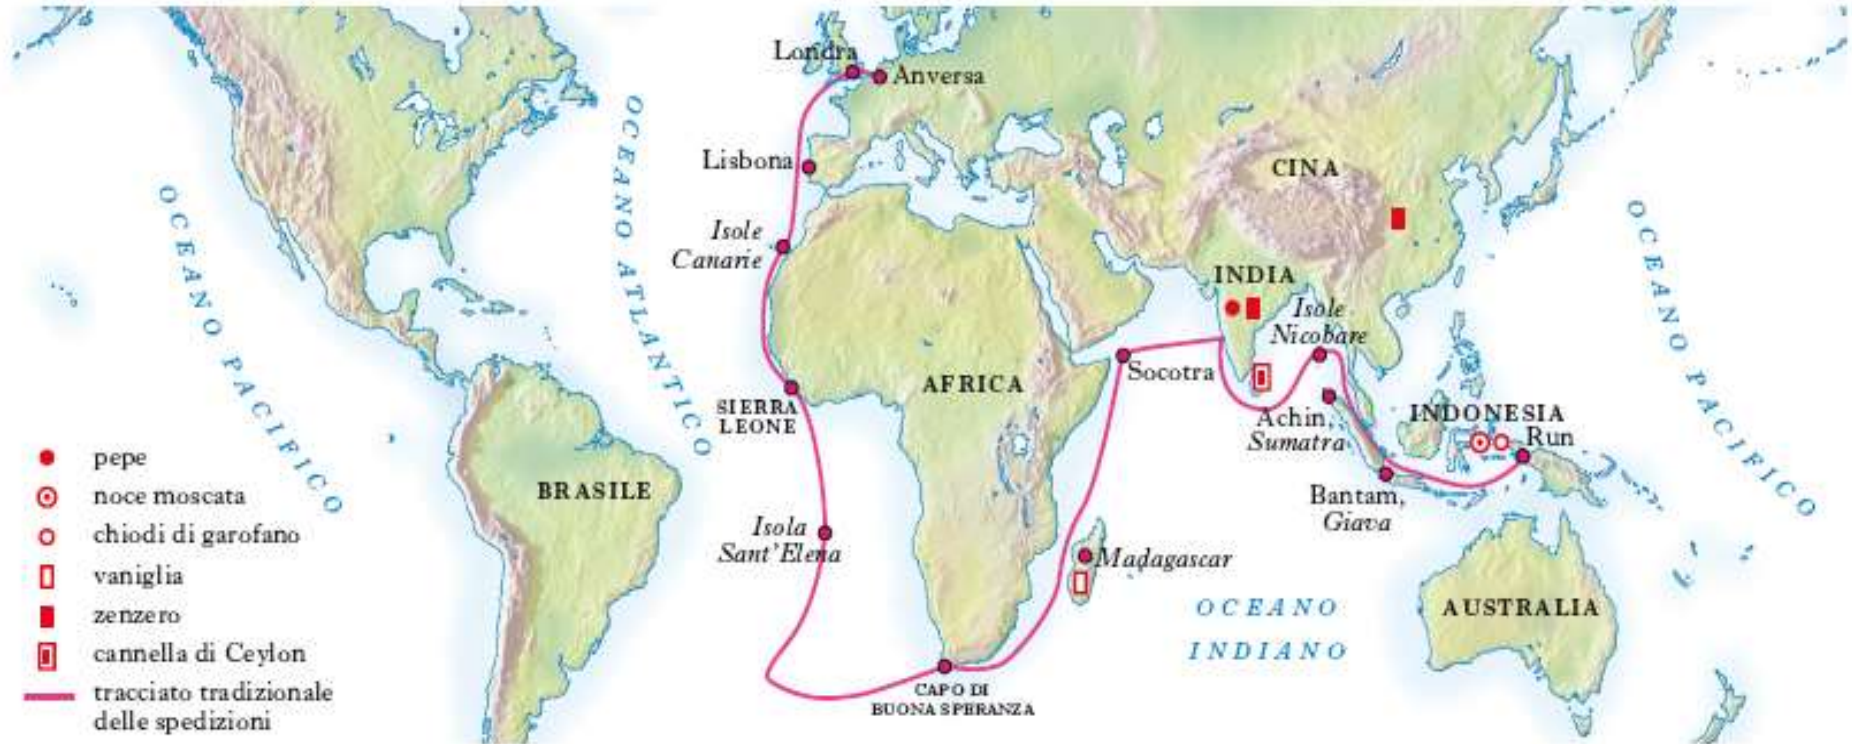 Londra
Anversa
Lisbona
CINA
OCEANO PACIFICO
OCEANO ATLANTICO
OCEANO PACIFICO
Isole
Canarie
INDIA
Isole
Nicobare
Socotra
AFRICA
SIERRA
LEONE
Achin,
Sumatra
INDONESIA
Run
BRASILE
Bantam,
Giava
Isola
Sant'Elena
Madagascar
OCEANO
INDIANO
AUSTRALIA
CAPO DI
BUONA SPERANZA
pepe
noce moscata
chiodi di garofano
vaniglia
zenzero
cannella di Ceylon
tracciato tradizionale
delle spedizioni